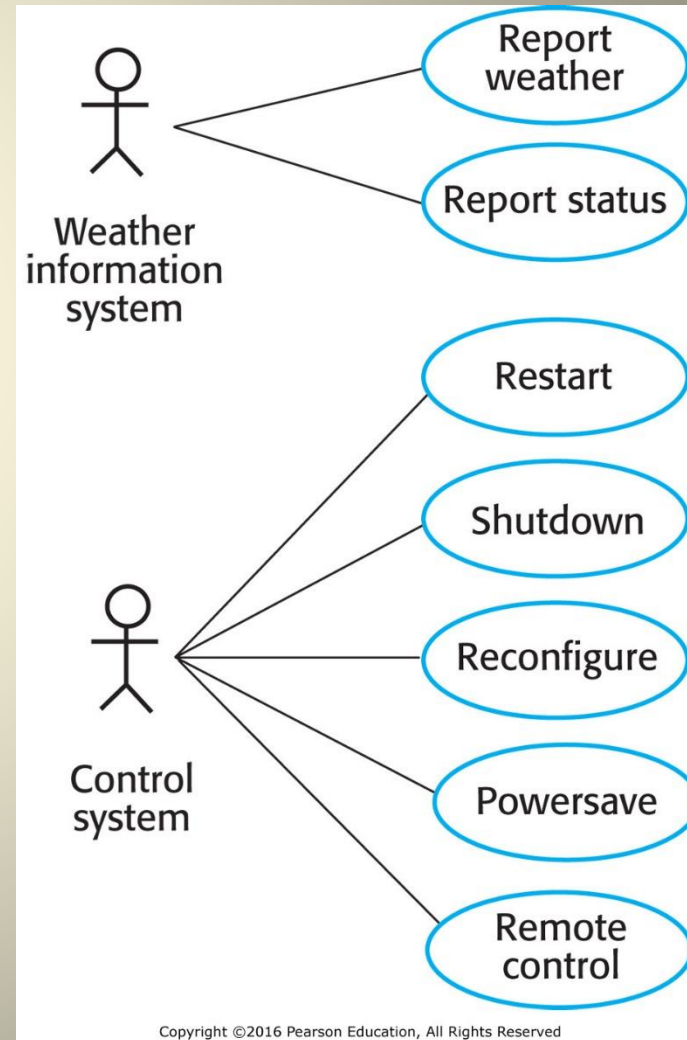 Report
weather
Report status
Weather
information
system
Restart
Shutdown
Reconfigure
Control
system
Powersave
Remote
control
Copyright ©2016 Pearson Education, All Rights Reserved